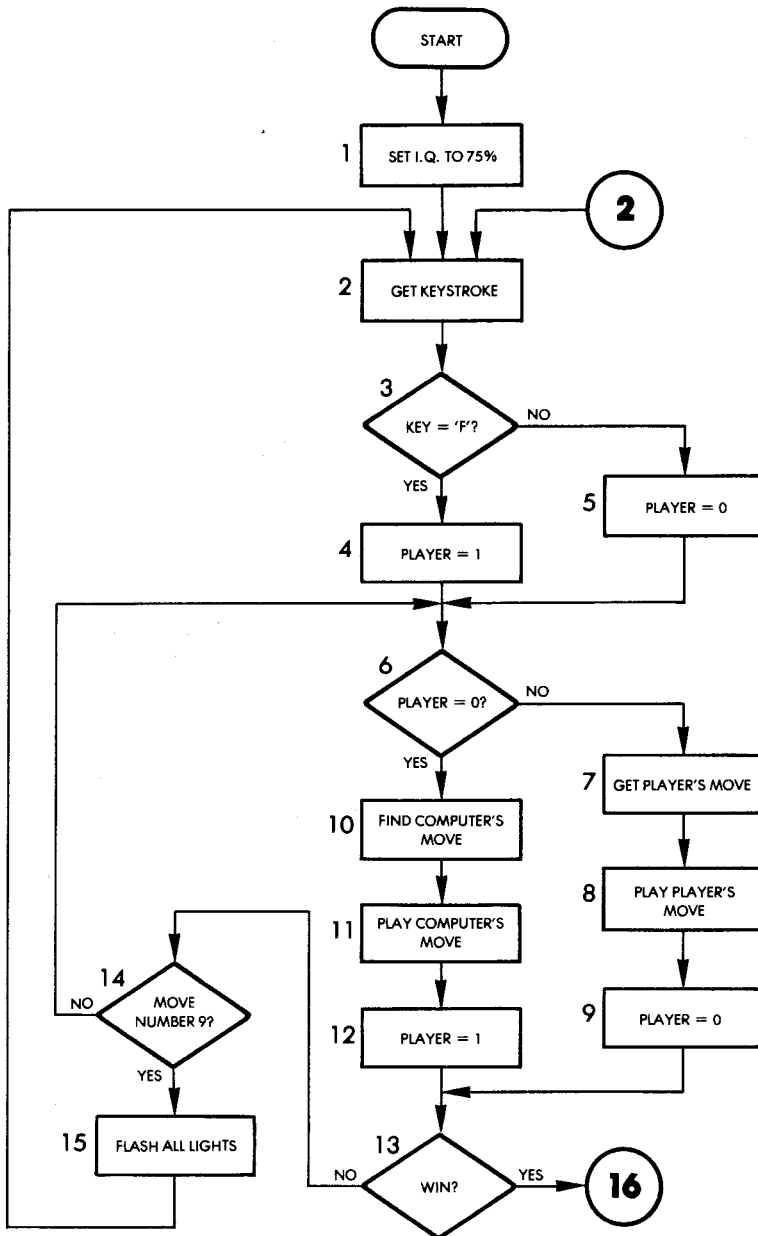 START
1
SET I.Q. TO 75%
2
2
GET KEYSTROKE
3
KEY = 'F'?
NO
YES
5
PLAYER = 0
4
PLAYER = 1
6
PLAYER = 0?
NO
YES
7
GET PLAYER'S MOVE
10
FIND COMPUTER'S
MOVE
8
PLAY PLAYER'S
MOVE
11
PLAY COMPUTER'S
MOVE
14
MOVE
NUMBER 9?
NO
YES
9
PLAYER = 0
12
PLAYER = 1
15
FLASH ALL LIGHTS
13
WIN?
NO
YES
16